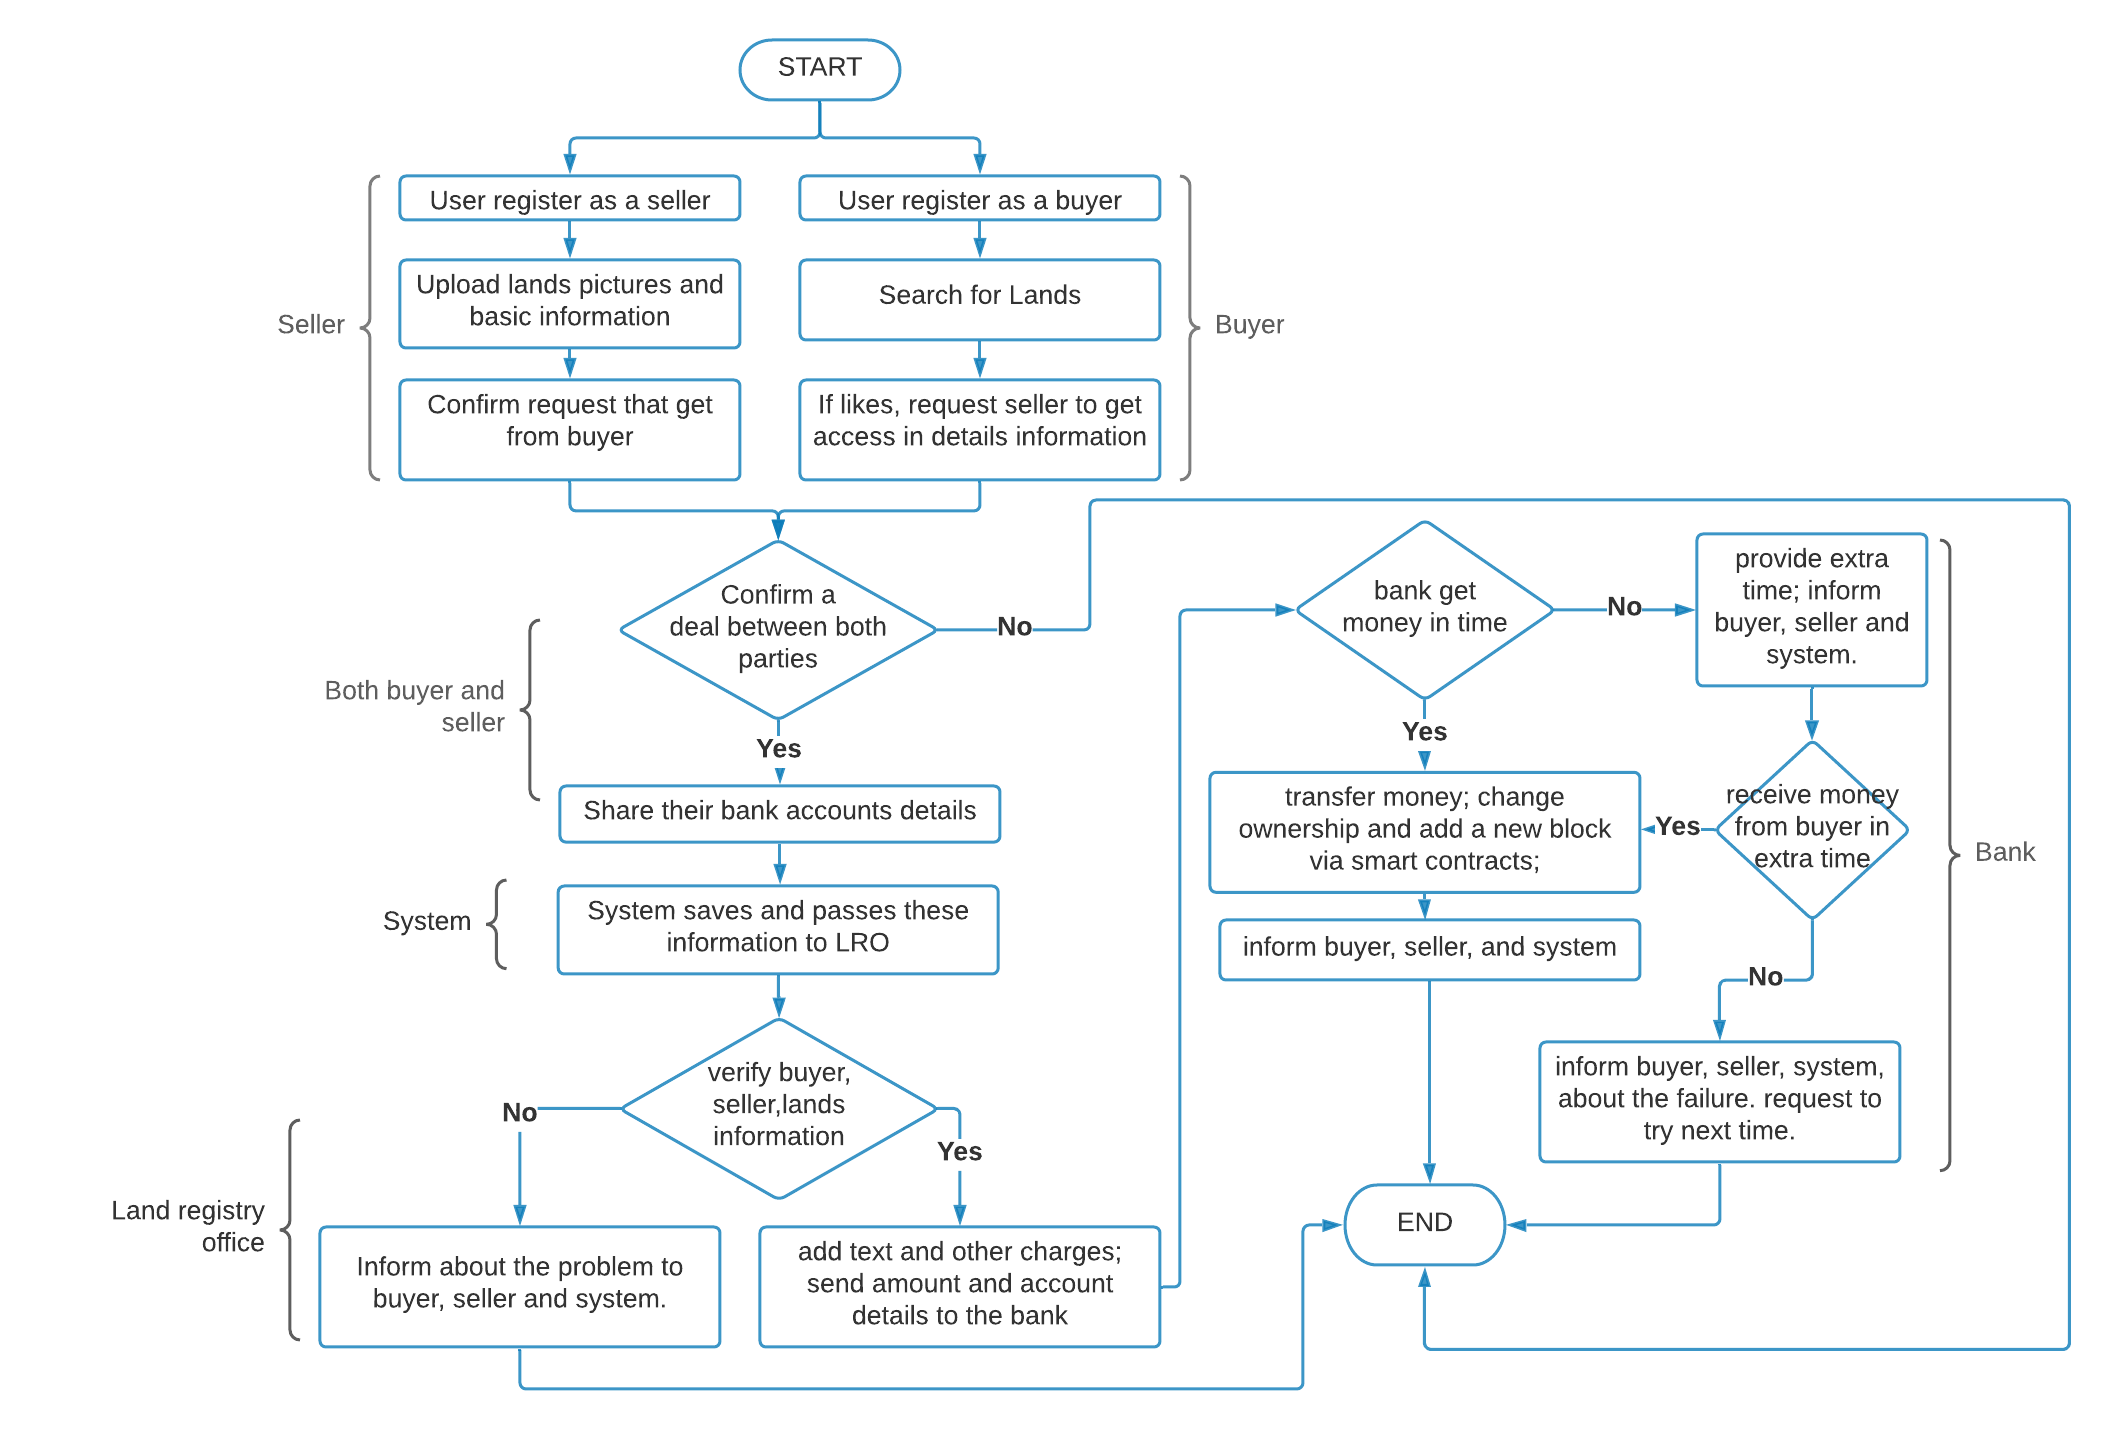 START
User register as a seller
User register as a buyer
Upload lands pictures and
basic information
Search for Lands
Seller
Buyer
Confirm request that get
from buyer
If likes, request seller to get
access in details information
Confirm a
deal between both
parties
No
Both buyer and
seller
Yes
Share their bank accounts details
System
System saves and passes these
information to LRO
verify buyer,
seller,lands
information
No
Yes
Land registry
office
Inform about the problem to
buyer, seller and system.
add text and other charges;
send amount and account
details to the bank
bank get
money in time
No
provide extra
time; inform
buyer, seller and
system.
Yes
transfer money; change
ownership and add a new block
via smart contracts;
Yes
receive money
from buyer in
extra time
Bank
inform buyer, seller, and system
No
inform buyer, seller, system,
about the failure. request to
try next time.
END